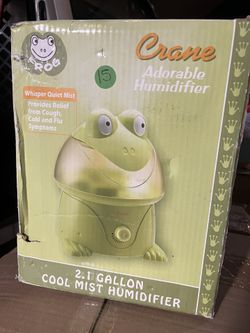 FROG
15
Crane
Adorable
Humidifier
Whisper Quiet Mist
Provides Relief
from Cough,
Cold and Flu
Symptoms
2.1 GALLON
COOL MIST HUMIDIFIER